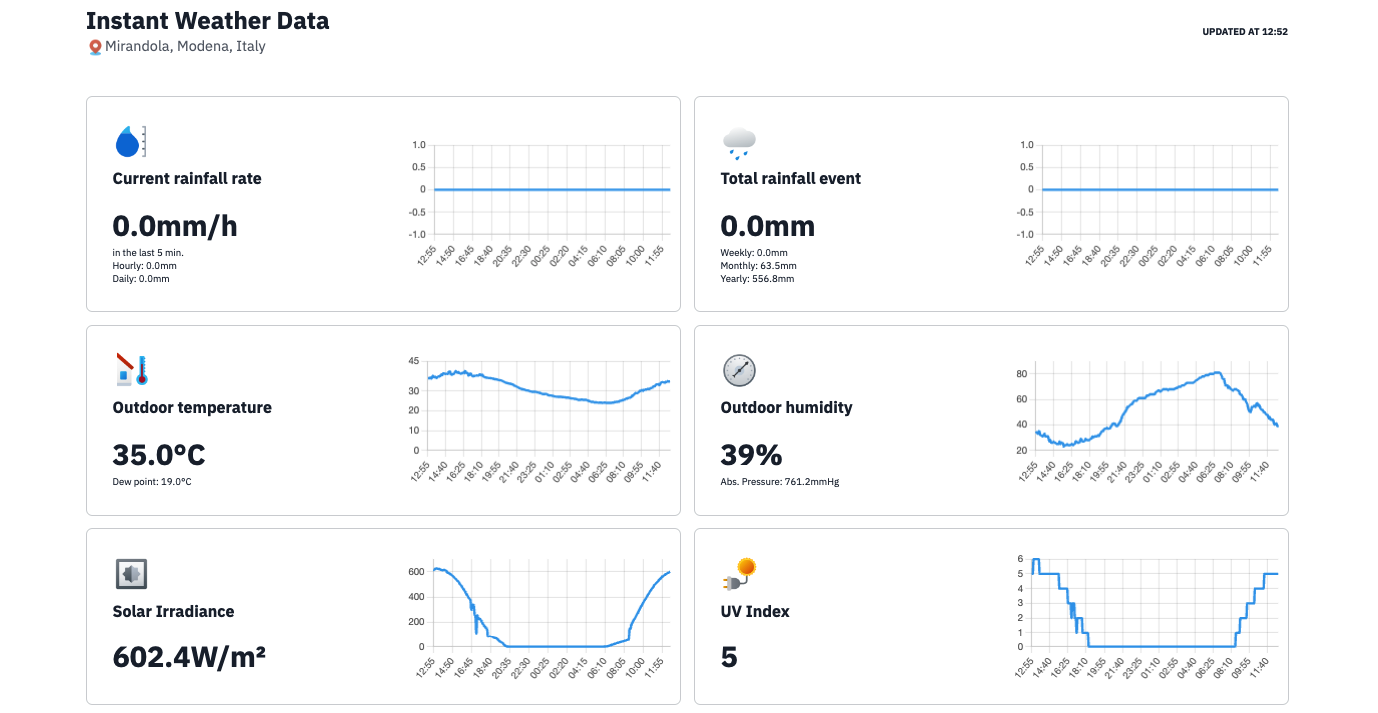 Instant Weather Data
Mirandola, Modena, Italy
UPDATED AT 12:52
Current rainfall rate
0.0mm/h
in the last 5 min.
Hourly: 0.0mm
Daily: 0.0mm
1.0
0.5
0
-0.5
-1.0
12:55 14:50 16:45 18:40 20:35 22:30 00:25 02:20 04:15 06:10 08:05 10:00 11:55
Total rainfall event
0.0mm
Weekly: 0.0mm
Monthly: 63.5mm
Yearly: 556.8mm
1.0
0.5
0
-0.5
-1.0
12:55 14:50 16:45 18:40 20:35 22:30 00:25 02:20 04:15 06:10 08:05 10:00 11:55
Outdoor temperature
35.0°C
Dew point: 19.0°C
45
30
20
10
0
12:55 14:40 16:25 18:10 19:55 21:40 23:25 01:10 02:55 04:40 06:25 08:10 09:55 11:40
Outdoor humidity
39%
Abs. Pressure: 761.2mmHg
80
60
40
20
12:55 14:40 16:25 18:10 19:55 21:40 23:25 01:10 02:55 04:40 06:25 08:10 09:55 11:40
Solar Irradiance
602.4W/m²
600
400
200
0
12:55 14:50 16:45 18:40 20:35 22:30 00:25 02:20 04:15 06:10 08:05 10:00 11:55
UV Index
5
6
5
4
3
2
1
0
12:55 14:40 16:25 18:10 19:55 21:40 23:25 01:10 02:55 04:40 06:25 08:10 09:55 11:40